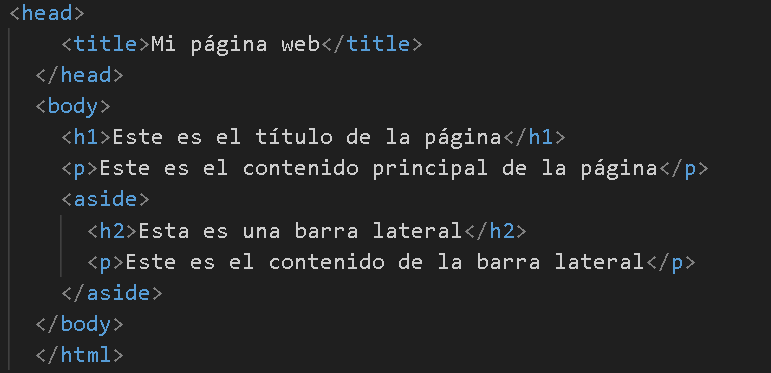 <head>
<title>Mi página web</title>
</head>
<body>
<h1>Este es el título de la página</h1>
<p>Este es el contenido principal de la página</p>
<aside>
<h2>Esta es una barra lateral</h2>
<p>Este es el contenido de la barra lateral</p>
</aside>
</body>
</html>